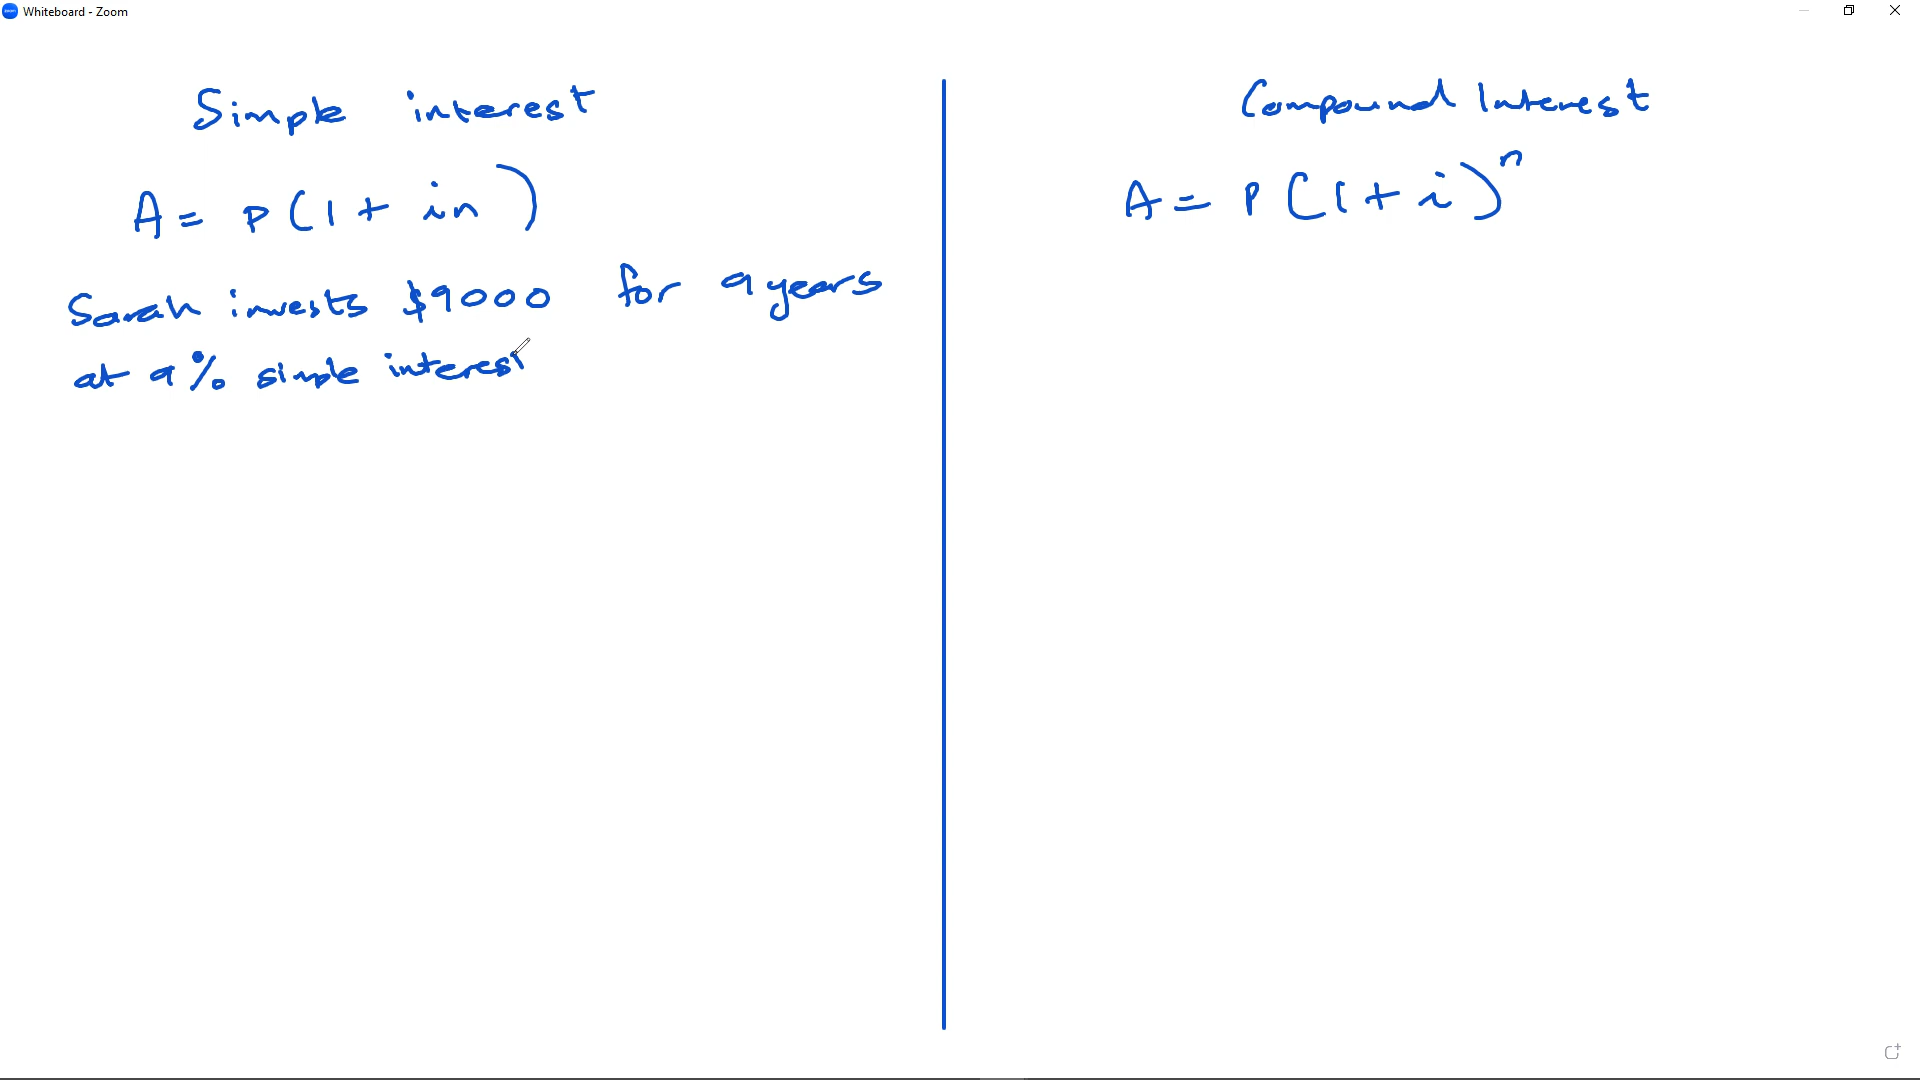 Whiteboard - Zoom
Simple interest
A = P(1 + in)
Sarah invests $9000 for 9 years
at 9% simple interest
Compound Interest
A = P(1 + i)ⁿ